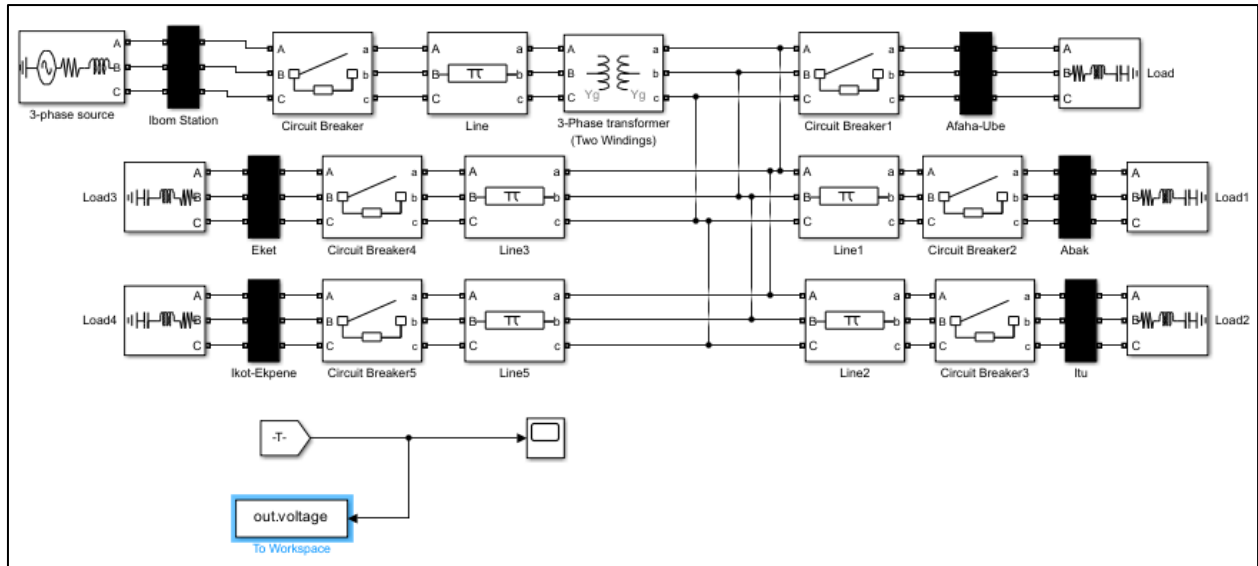 A A A a A a A a A
B B B b B b B b B
C C C c C c C c C
Yg Yg
Load
3-phase source
Ibom Station
Circuit Breaker
Line
3-Phase transformer
(Two Windings)
Circuit Breaker1
Afaha-Ube
Load3
A A a A a A a A a A
B B b B b B b B b B
C C c C c C c C c C
Load1
Eket
Circuit Breaker4
Line3
Line1
Circuit Breaker2
Abak
Load4
A A a A a A a A a A
B B b B b B b B b B
C C c C c C c C c C
Load2
Ikot-Ekpene
Circuit Breaker5
Line5
Line2
Circuit Breaker3
Itu
-T-
out.voltage
To Workspace